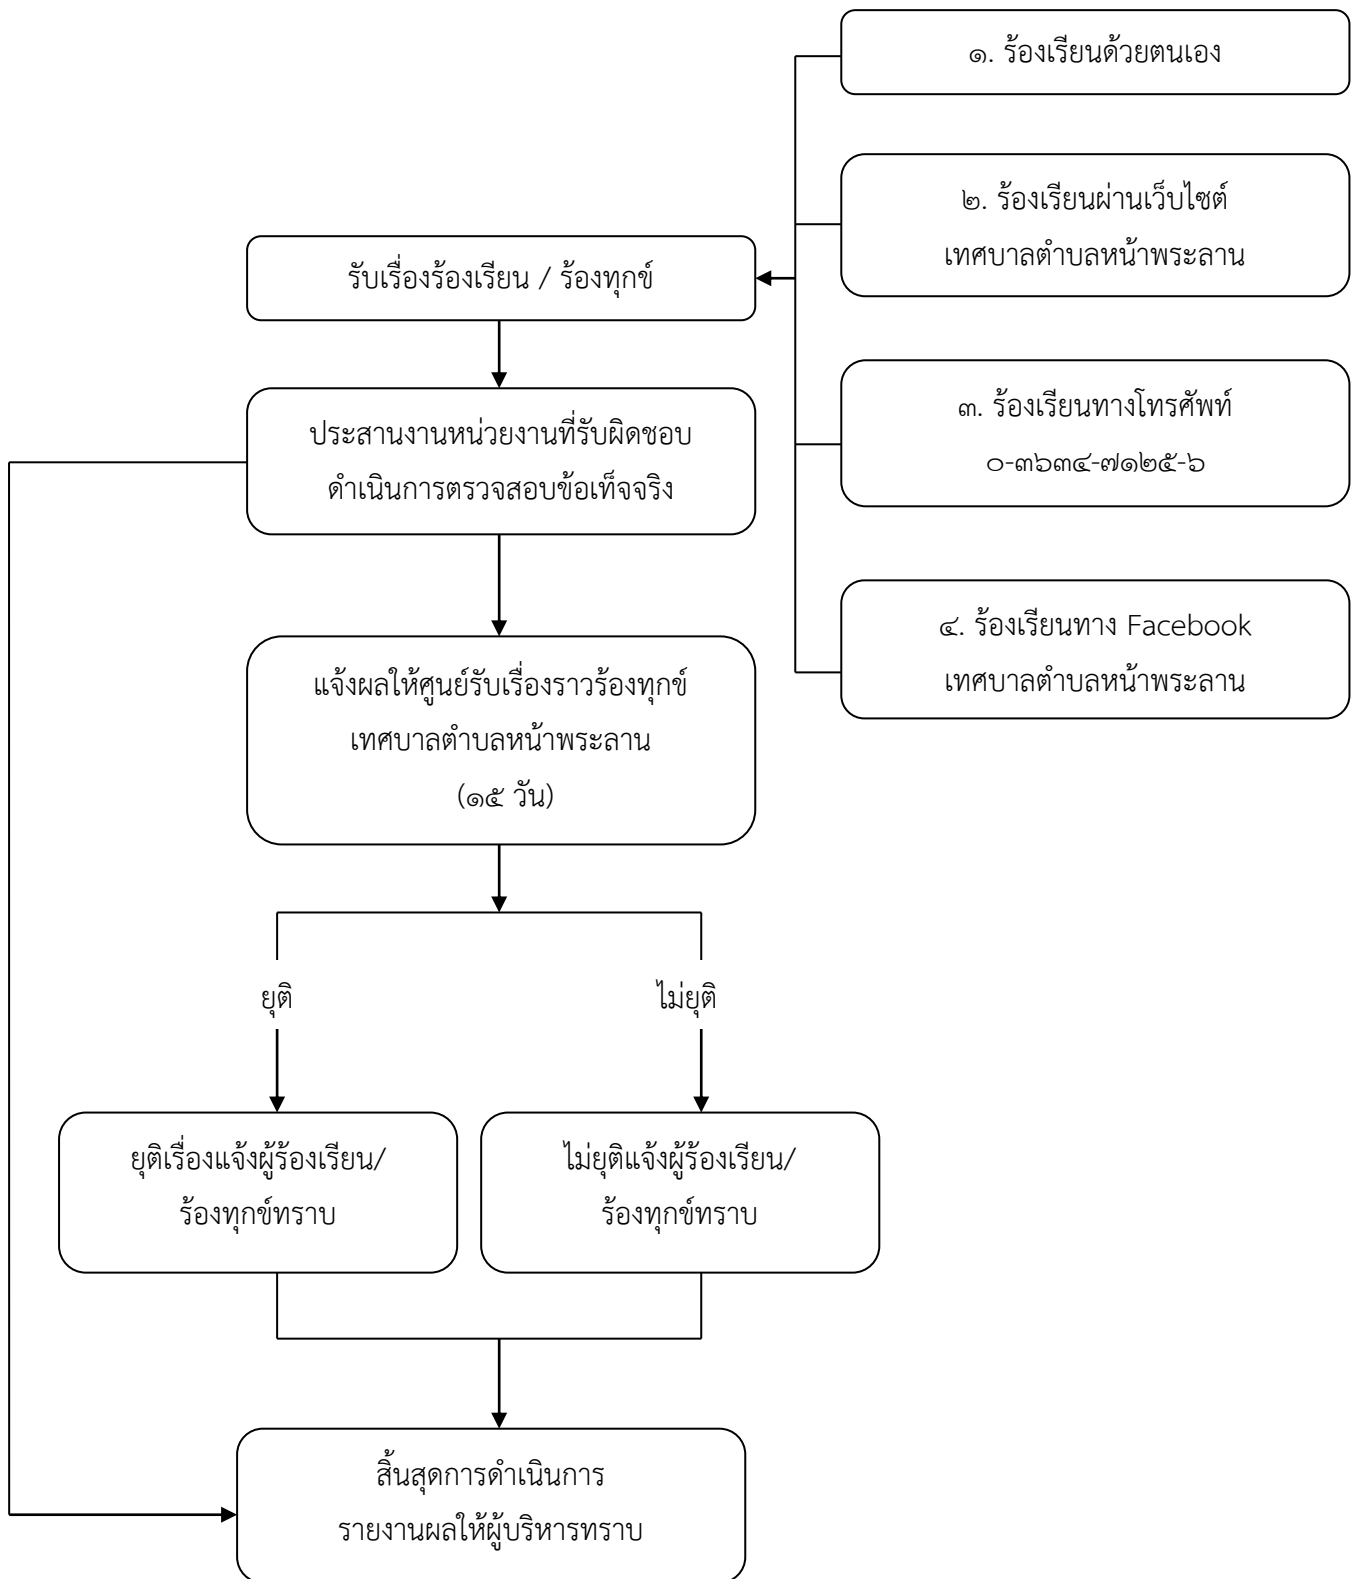 ๑. ร้องเรียนด้วยตนเอง
๒. ร้องเรียนผ่านเว็บไซต์
เทศบาลตำบลหน้าพระลาน
รับเรื่องร้องเรียน / ร้องทุกข์
๓. ร้องเรียนทางโทรศัพท์
๐-๓๖๓๔-๗๑๒๕-๖
ประสานงานหน่วยงานที่รับผิดชอบ
ดำเนินการตรวจสอบข้อเท็จจริง
๔. ร้องเรียนทาง Facebook
เทศบาลตำบลหน้าพระลาน
แจ้งผลให้ศูนย์รับเรื่องราวร้องทุกข์
เทศบาลตำบลหน้าพระลาน
(๑๕ วัน)
ยุติ
ไม่ยุติ
ยุติเรื่องแจ้งผู้ร้องเรียน/
ร้องทุกข์ทราบ
ไม่ยุติแจ้งผู้ร้องเรียน/
ร้องทุกข์ทราบ
สิ้นสุดการดำเนินการ
รายงานผลให้ผู้บริหารทราบ